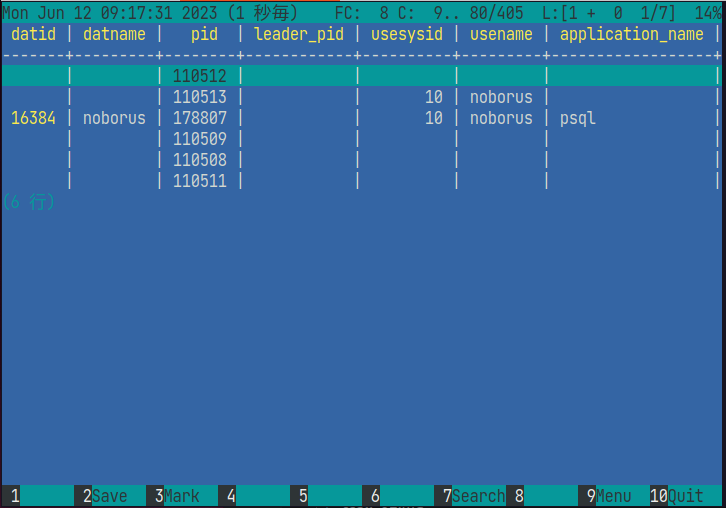 Mon Jun 12 09:17:31 2023 (1 秒毎)    FC:  8 C:  9.. 80/405  L:[1 +  0  1/7]  14%
 datid | datname |  pid   | leader_pid | usesysid | usename | application_name |
-------+---------+--------+------------+----------+---------+------------------+
       |         | 110512 |            |          |         |                  |
       |         | 110513 |            |       10 | noborus |                  |
 16384 | noborus | 178807 |            |       10 | noborus | psql             |
       |         | 110509 |            |          |         |                  |
       |         | 110508 |            |          |         |                  |
       |         | 110511 |            |          |         |                  |
(6 行)
 1       2Save   3Mark   4       5       6       7Search 8       9Menu  10Quit